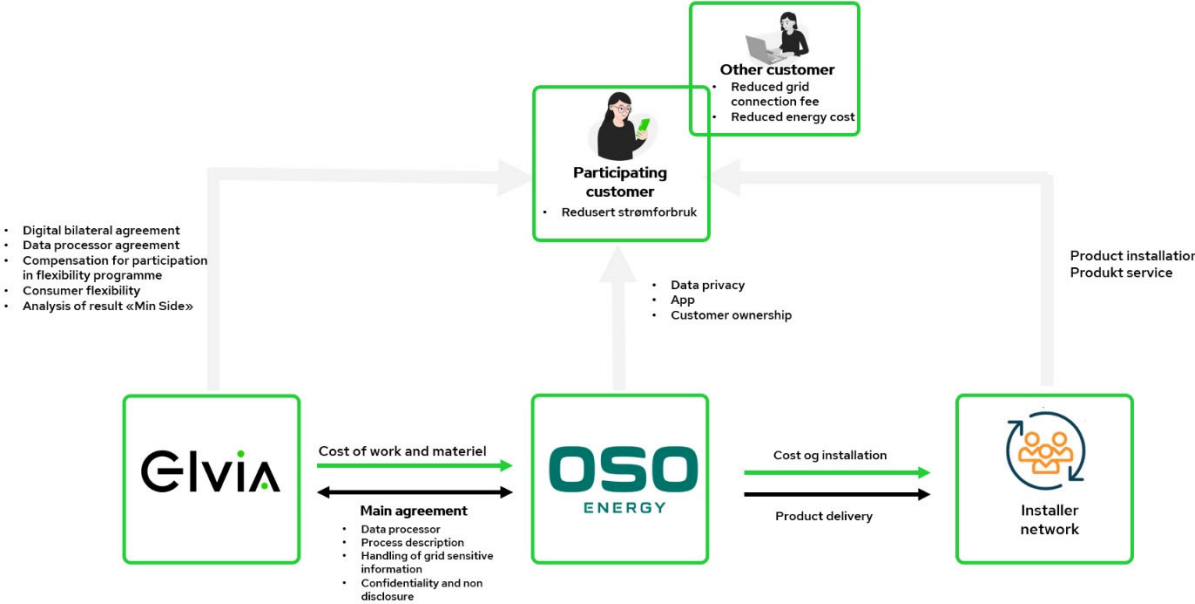 Other customer
• Reduced grid
connection fee
• Reduced energy cost
Participating
customer
• Redusert strømforbruk
• Digital bilateral agreement
• Data processor agreement
• Compensation for participation
in flexibility programme
• Consumer flexibility
• Analysis of result «Min Side»
• Data privacy
• App
• Customer ownership
Product installation
Produkt service
Elvia
Cost of work and materiel
Main agreement
• Data processor
• Process description
• Handling of grid sensitive
information
• Confidentiality and non
disclosure
OSO
ENERGY
Cost og installation
Product delivery
Installer
network